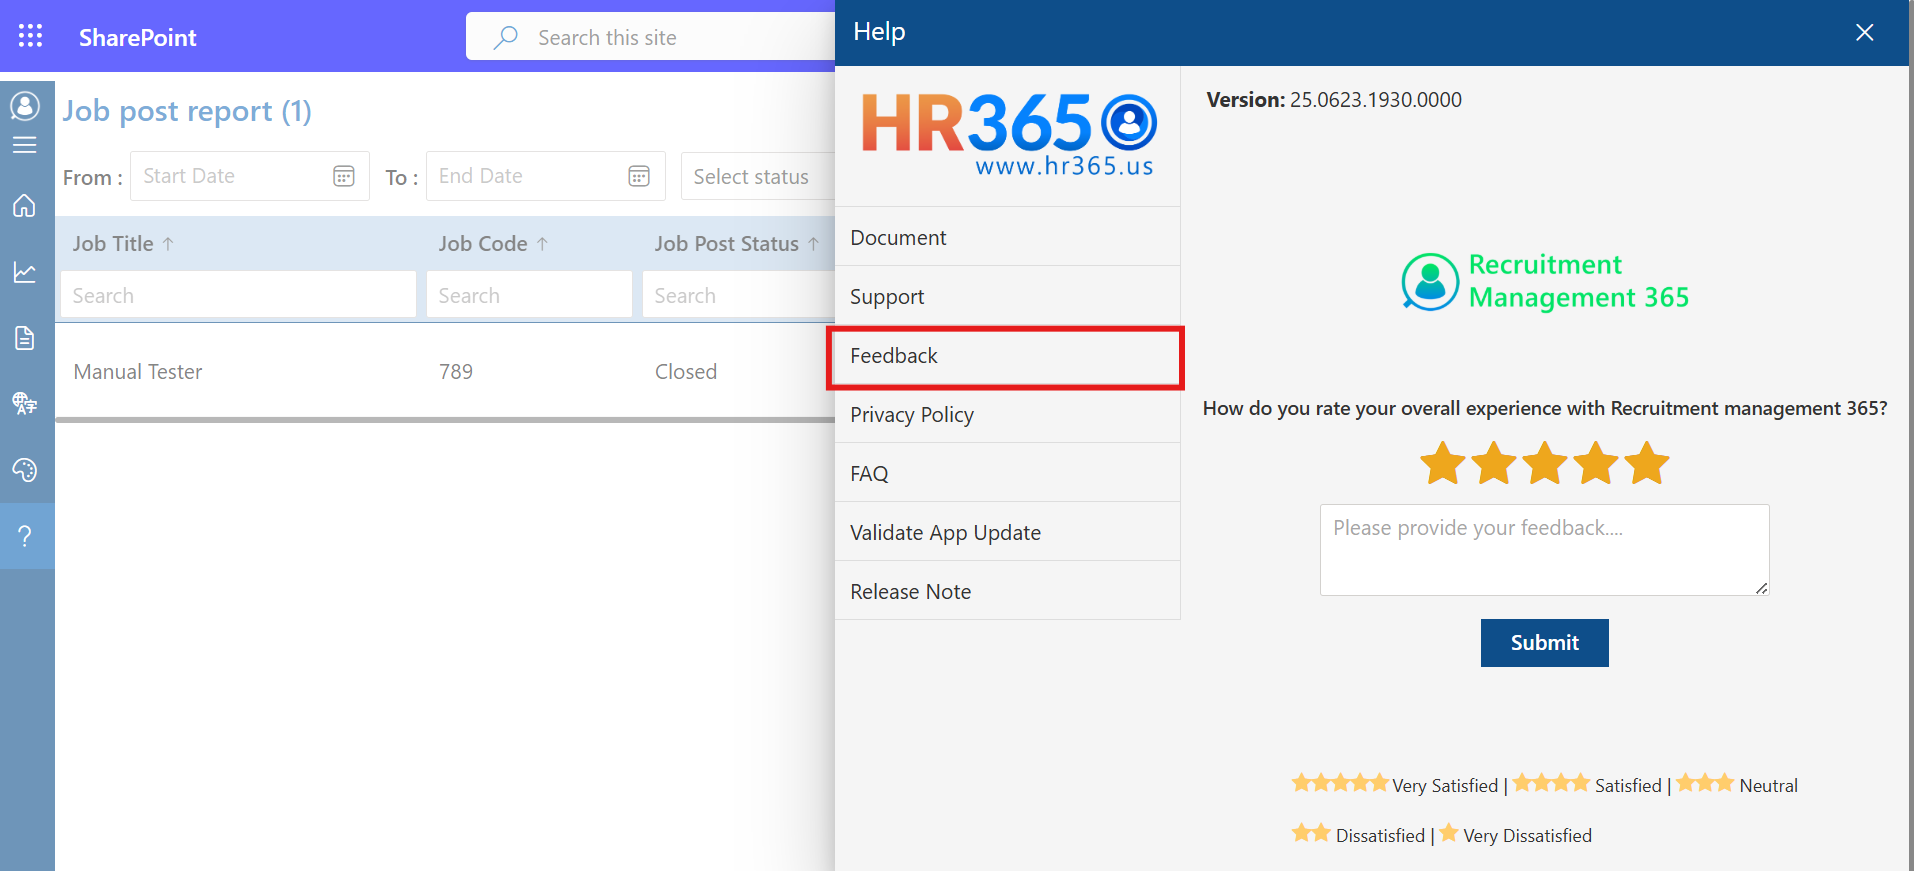 SharePoint
Search this site
Job post report (1)
From :
Start Date
To :
End Date
Select status
Job Title ↑
Job Code ↑
Job Post Status ↑
Search
Search
Search
Manual Tester
789
Closed
?
Help
HR365
www.hr365.us
Document
Support
Feedback
Privacy Policy
FAQ
Validate App Update
Release Note
Version: 25.0623.1930.0000
Recruitment
Management 365
How do you rate your overall experience with Recruitment management 365?
Please provide your feedback....
Submit
Very Satisfied | Satisfied | Neutral
Dissatisfied | Very Dissatisfied